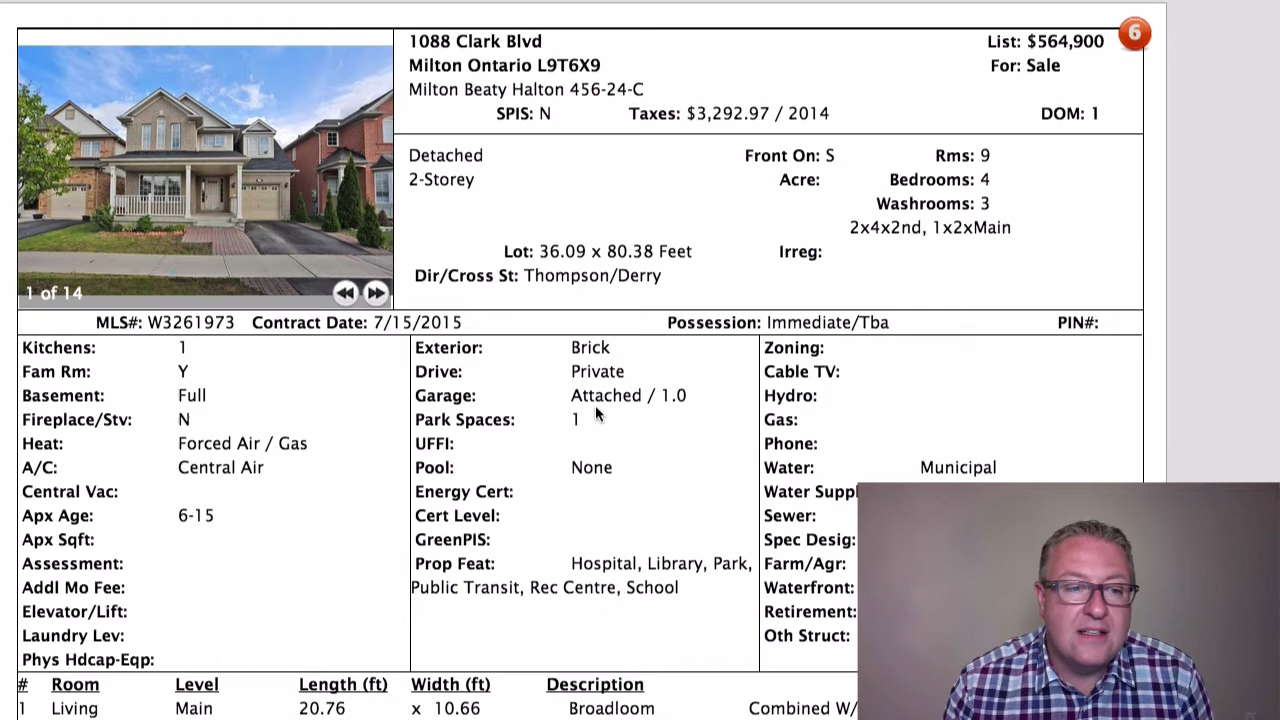 6
1088 Clark Blvd List: $564,900
Milton Ontario L9T6X9 For: Sale
Milton Beaty Halton 456-24-C
SPIS: N Taxes: $3,292.97 / 2014 DOM: 1
Detached Front On: S Rms: 9
2-Storey Acre: Bedrooms: 4
Washrooms: 3
2x4x2nd, 1x2xMain
Lot: 36.09 x 80.38 Feet Irreg:
Dir/Cross St: Thompson/Derry
1 of 14
MLS#: W3261973 Contract Date: 7/15/2015 Possession: Immediate/Tba PIN#:
Kitchens: 1 Exterior: Brick Zoning:
Fam Rm: Y Drive: Private Cable TV:
Basement: Full Garage: Attached / 1.0 Hydro:
Fireplace/Stv: N Park Spaces: 1 Gas:
Heat: Forced Air / Gas UFFI: Phone:
A/C: Central Air Pool: None Water: Municipal
Central Vac: Energy Cert: Water Suppl
Apx Age: 6-15 Cert Level: Sewer:
Apx Sqft: GreenPIS: Spec Desig:
Assessment: Prop Feat: Hospital, Library, Park, Farm/Agr:
Addl Mo Fee: Public Transit, Rec Centre, School Waterfront:
Elevator/Lift: Retirement:
Laundry Lev: Oth Struct:
Phys Hdcap-Eqp:
# Room Level Length (ft) Width (ft) Description
1 Living Main 20.76 x 10.66 Broadloom Combined W/